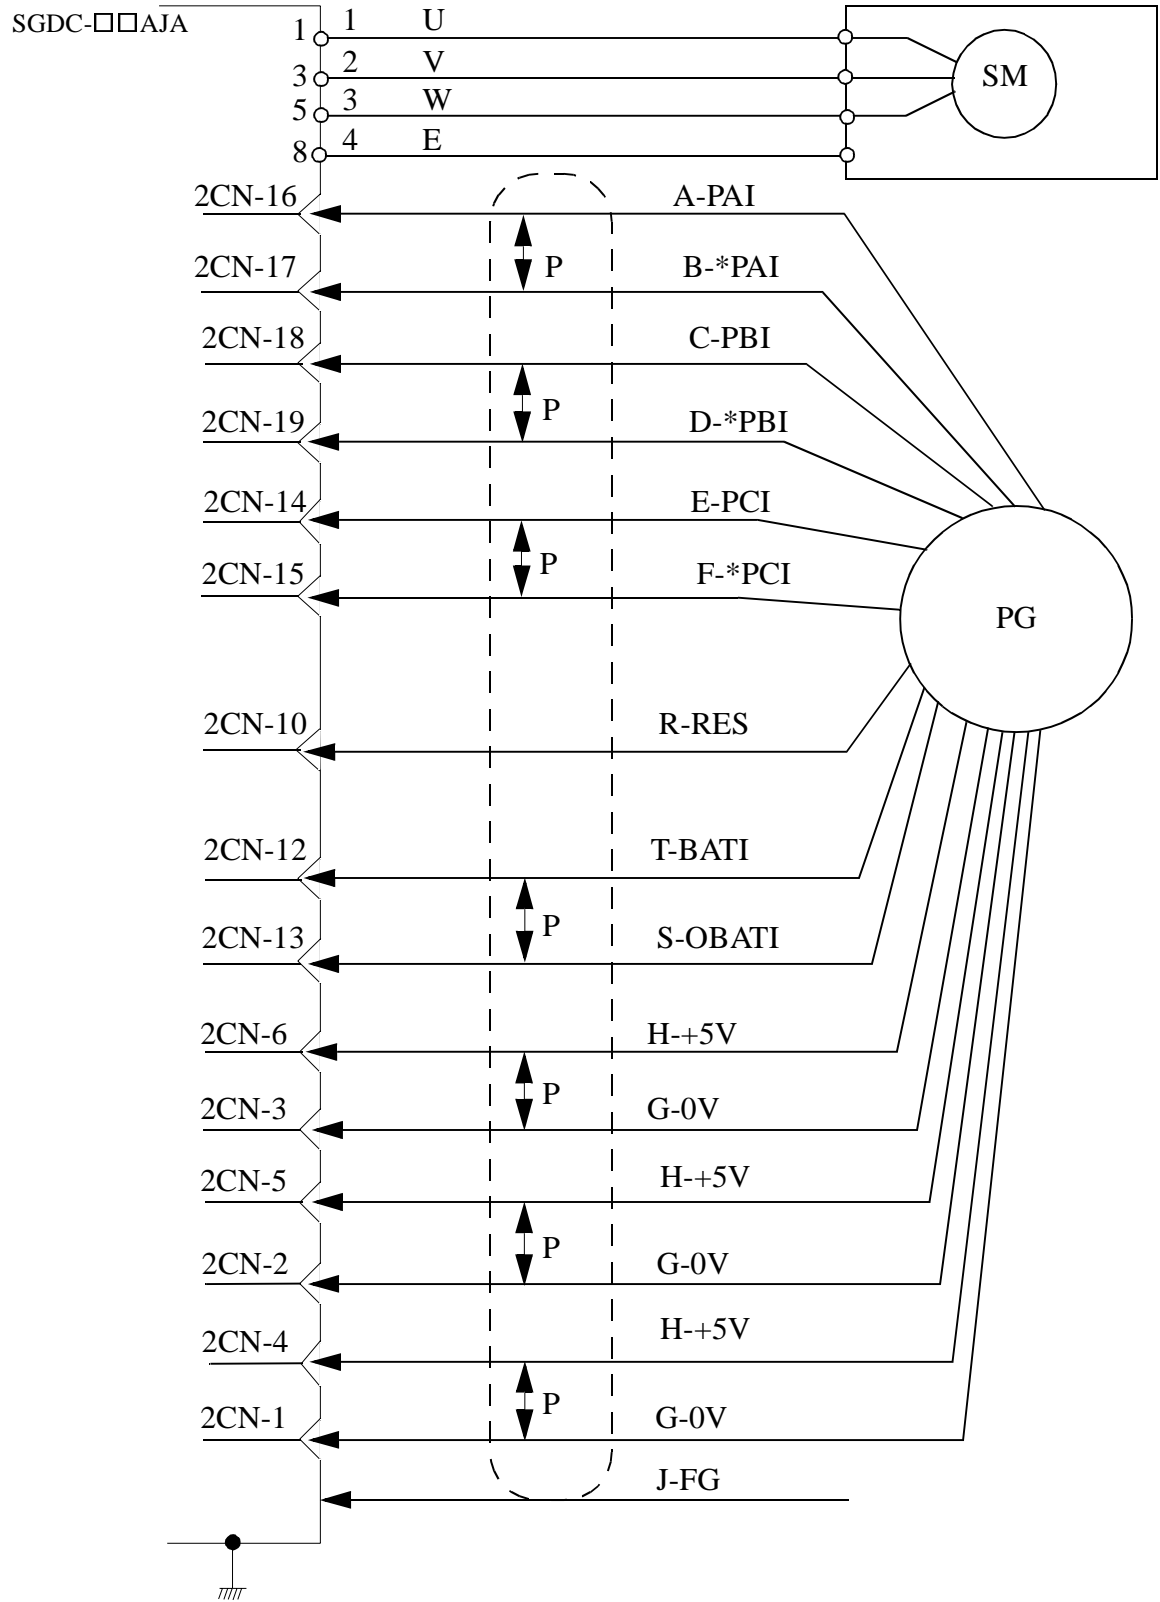 SGDC-□□AJA
1 1 U
3 2 V
5 3 W
8 4 E
SM
2CN-16 A-PAI
P
2CN-17 B-*PAI
2CN-18 C-PBI
P
2CN-19 D-*PBI
2CN-14 E-PCI
P
2CN-15 F-*PCI
PG
2CN-10 R-RES
2CN-12 T-BATI
P
2CN-13 S-OBATI
2CN-6 H-+5V
P
2CN-3 G-0V
2CN-5 H-+5V
P
2CN-2 G-0V
2CN-4 H-+5V
P
2CN-1 G-0V
J-FG